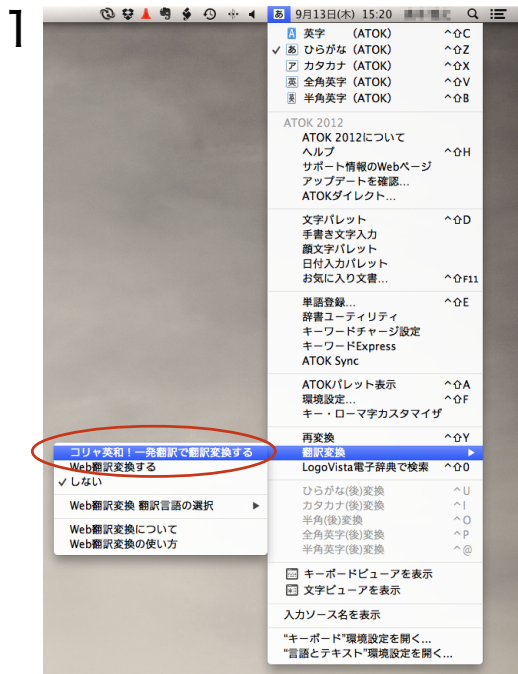 1
あ 9月13日(木) 15:20
A 英字 (ATOK) ^⇧C
✓ あ ひらがな (ATOK) ^⇧Z
ア カタカナ (ATOK) ^⇧X
英 全角英字 (ATOK) ^⇧V
英 半角英字 (ATOK) ^⇧B
ATOK 2012
ATOK 2012について
ヘルプ ^⇧H
サポート情報のWebページ
アップデートを確認...
ATOKダイレクト...
文字パレット ^⇧D
手書き文字入力
顔文字パレット
日付入力パレット
お気に入り文書... ^⇧F11
単語登録... ^⇧E
辞書ユーティリティ
キーワードチャージ設定
キーワードExpress
ATOK Sync
ATOKパレット表示 ^⇧A
環境設定... ^⇧F
キー・ローマ字カスタマイザ
再変換 ^⇧Y
翻訳変換 ▶
LogoVista電子辞典で検索 ^⇧0
コリャ英和！一発翻訳で翻訳変換する
Web翻訳変換する
✓ しない
Web翻訳変換 翻訳言語の選択 ▶
Web翻訳変換について
Web翻訳変換の使い方
ひらがな(後)変換 ^U
カタカナ(後)変換 ^I
半角(後)変換 ^O
全角英字(後)変換 ^P
半角英字(後)変換 ^@
キーボードビューアを表示
文字ビューアを表示
入力ソース名を表示
"キーボード"環境設定を開く...
"言語とテキスト"環境設定を開く...